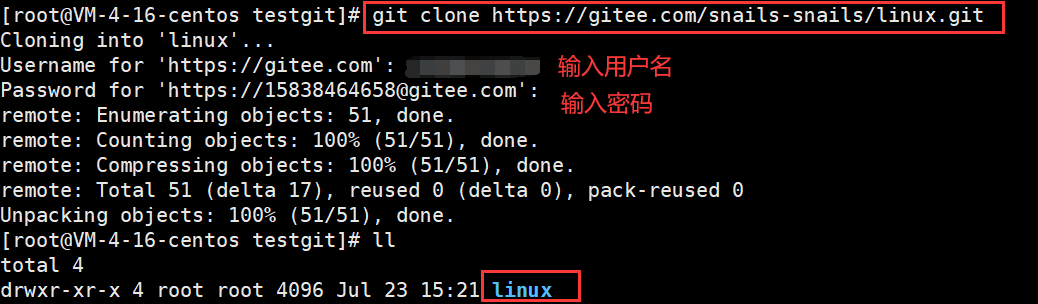 [root@VM-4-16-centos testgit]# git clone https://gitee.com/snails-snails/linux.git
Cloning into 'linux'...
Username for 'https://gitee.com': 输入用户名
Password for 'https://15838464658@gitee.com': 输入密码
remote: Enumerating objects: 51, done.
remote: Counting objects: 100% (51/51), done.
remote: Compressing objects: 100% (51/51), done.
remote: Total 51 (delta 17), reused 0 (delta 0), pack-reused 0
Unpacking objects: 100% (51/51), done.
[root@VM-4-16-centos testgit]# ll
total 4
drwxr-xr-x 4 root root 4096 Jul 23 15:21 linux